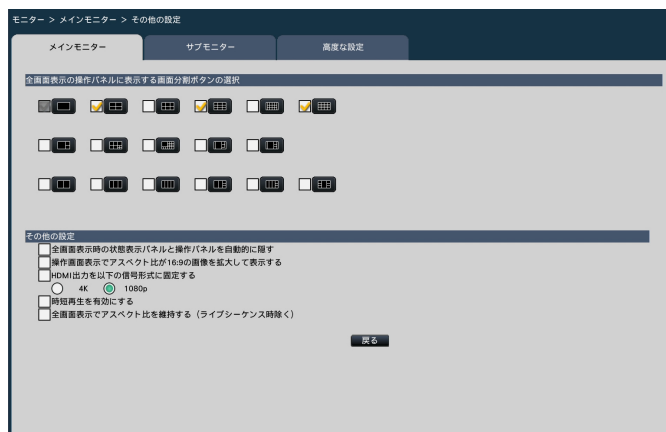 モニター > メインモニター > その他の設定
メインモニター サブモニター 高度な設定
全画面表示の操作パネルに表示する画面分割ボタンの選択
その他の設定
全画面表示時の状態表示パネルと操作パネルを自動的に隠す
操作画面表示でアスペクト比が16:9の画像を拡大して表示する
HDMI出力を以下の信号形式に固定する
4K 1080p
時短再生を有効にする
全画面表示でアスペクト比を維持する（ライブシーケンス時除く）
戻る